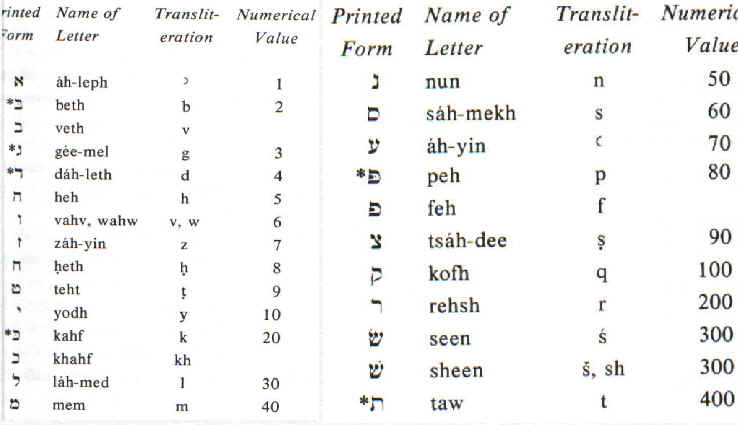 rinted Name of Translit- Numerical
Form Letter eration Value
א áh-leph ʾ 1
*בּ beth b 2
ב veth v
*גּ gée-mel g 3
*דּ dáh-leth d 4
ה heh h 5
ו vahv, wahw v, w 6
ז záh-yin z 7
ח ḥeth ḥ 8
ט teht ṭ 9
י yodh y 10
*כּ kahf k 20
כ khahf kh
ל láh-med l 30
מ mem m 40
Printed Name of Translit- Numeric
Form Letter eration Value
נ nun n 50
ס sáh-mekh s 60
ע áh-yin ʿ 70
*פּ peh p 80
פ feh f
צ tsáh-dee ṣ 90
ק kofh q 100
ר rehsh r 200
שׂ seen ś 300
שׁ sheen š, sh 300
*תּ taw t 400